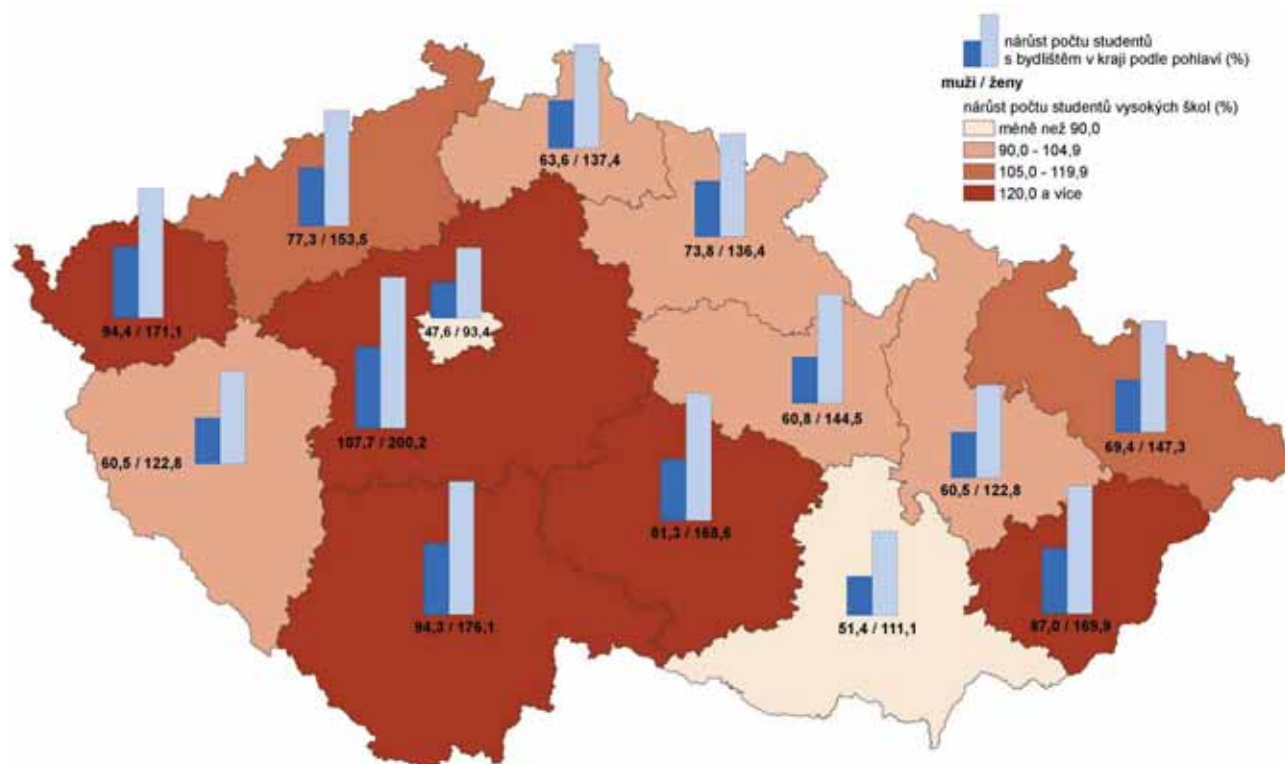 nárůst počtu studentů
s bydlištěm v kraji podle pohlaví (%)
muži / ženy
nárůst počtu studentů vysokých škol (%)
méně než 90,0
90,0 - 104,9
105,0 - 119,9
120,0 a více
63,6 / 137,4
77,3 / 153,5
73,8 / 136,4
94,4 / 171,1
47,6 / 93,4
107,7 / 200,2
60,8 / 144,5
69,4 / 147,3
60,5 / 122,8
60,5 / 122,8
81,3 / 168,6
94,3 / 176,1
51,4 / 111,1
87,0 / 169,9